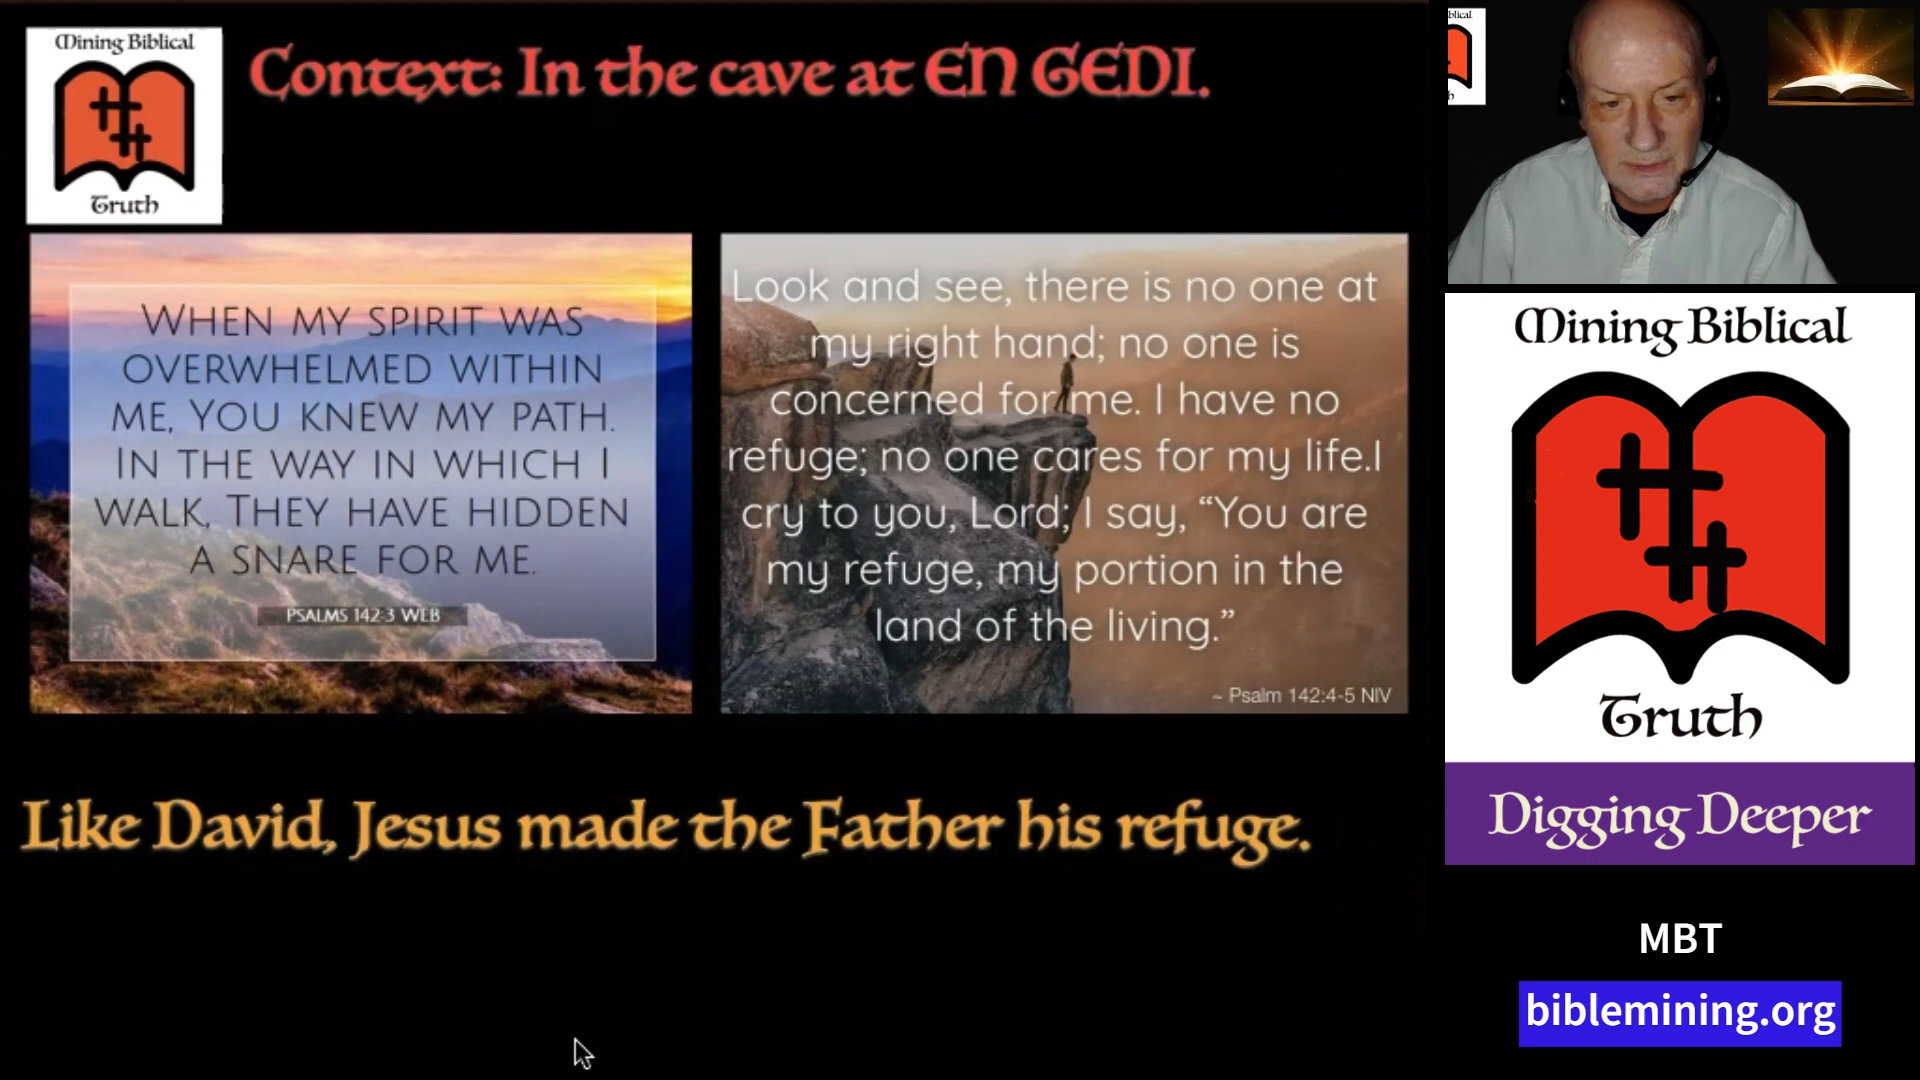 Mining Biblical
Truth
Context: In the cave at EN GEDI.
WHEN MY SPIRIT WAS
OVERWHELMED WITHIN
ME, YOU KNEW MY PATH.
IN THE WAY IN WHICH I
WALK, THEY HAVE HIDDEN
A SNARE FOR ME.
PSALMS 142:3 WEB
Look and see, there is no one at
my right hand; no one is
concerned for me. I have no
refuge; no one cares for my life.I
cry to you, Lord; I say, “You are
my refuge, my portion in the
land of the living.”
~ Psalm 142:4-5 NIV
Like David, Jesus made the Father his refuge.
blical
h
Mining Biblical
Truth
Digging Deeper
MBT
biblemining.org